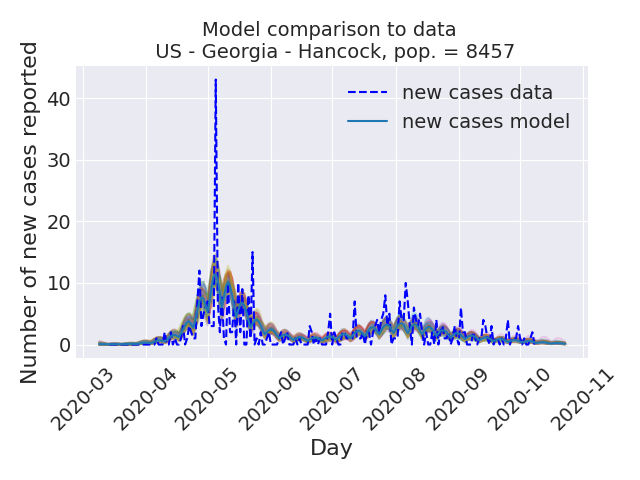 Model comparison to data
US - Georgia - Hancock, pop. = 8457
Number of new cases reported
40
30
20
10
0
new cases data
new cases model
2020-03
2020-04
2020-05
2020-06
2020-07
2020-08
2020-09
2020-10
2020-11
Day